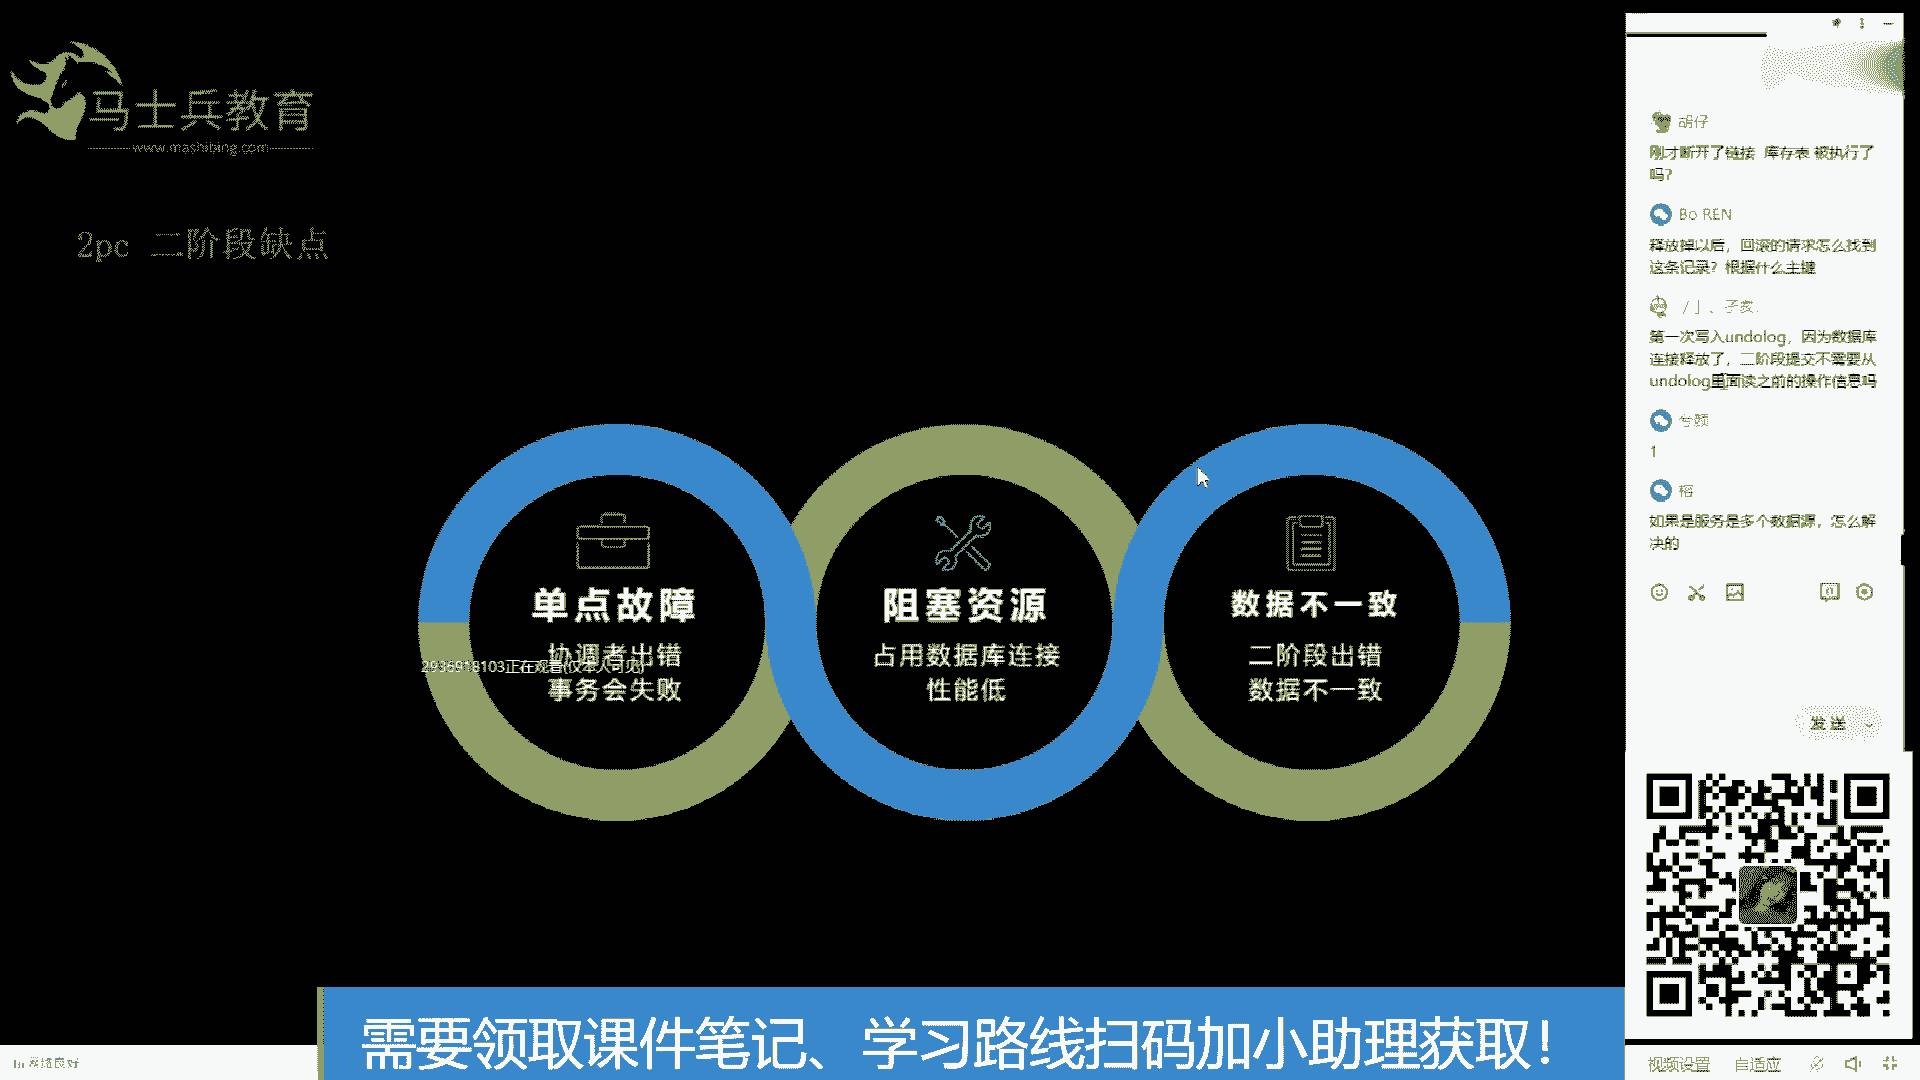 马士兵教育
www.mashibing.com
2pc 二阶段缺点
单点故障
协调者出错
事务会失败
2936918103正在观看(仅本人可见)
阻塞资源
占用数据库连接
性能低
数据不一致
二阶段出错
数据不一致
胡仔
刚才断开了链接 库存表 被执行了
吗?
Bo REN
释放掉以后，回滚的请求怎么找到
这条记录? 根据什么主键
第一次写入undolog，因为数据库
连接释放了，二阶段提交不需要从
undolog里面读之前的操作信息吗
1
如果是服务是多个数据源，怎么解
决的
发送
需要领取课件笔记、学习路线扫码加小助理获取!
网络良好
视频设置 自适应